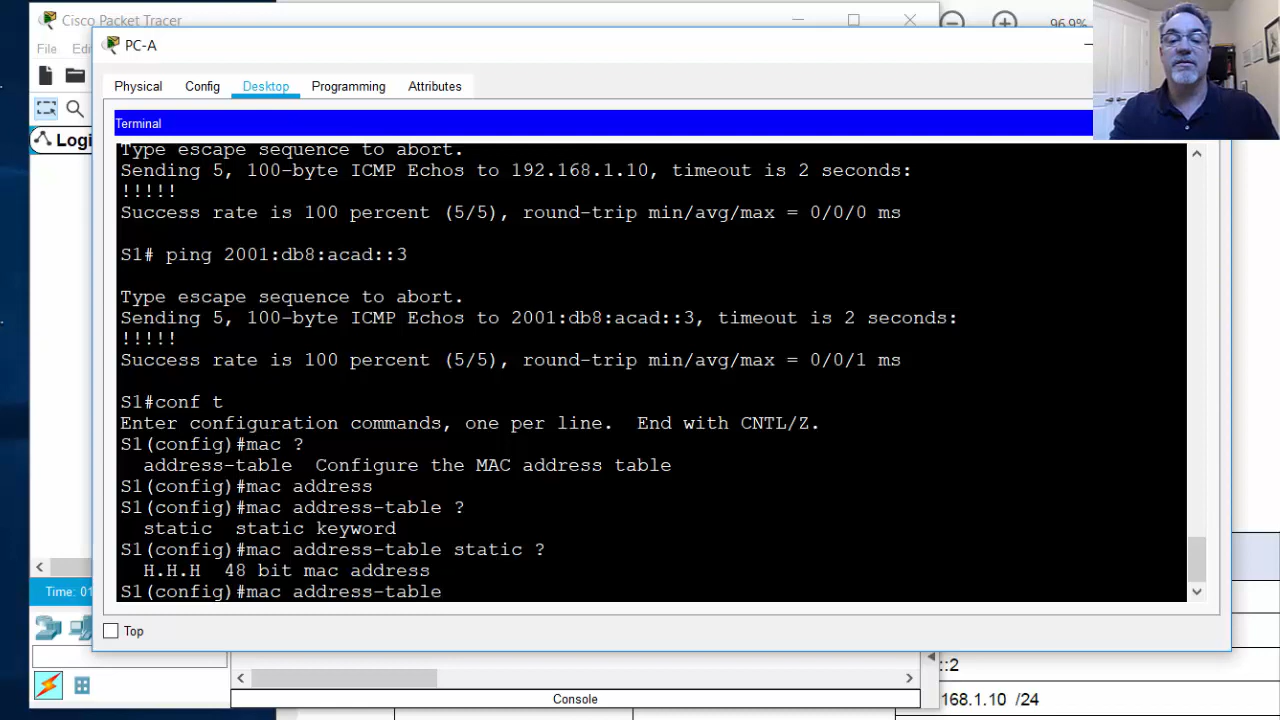 Cisco Packet Tracer
96.9%
File
PC-A
Physical Config Desktop Programming Attributes
Terminal
Logi
Type escape sequence to abort.
Sending 5, 100-byte ICMP Echos to 192.168.1.10, timeout is 2 seconds:
!!!!!
Success rate is 100 percent (5/5), round-trip min/avg/max = 0/0/0 ms
S1# ping 2001:db8:acad::3
Type escape sequence to abort.
Sending 5, 100-byte ICMP Echos to 2001:db8:acad::3, timeout is 2 seconds:
!!!!!
Success rate is 100 percent (5/5), round-trip min/avg/max = 0/0/1 ms
S1#conf t
Enter configuration commands, one per line.  End with CNTL/Z.
S1(config)#mac ?
address-table  Configure the MAC address table
S1(config)#mac address
S1(config)#mac address-table ?
static  static keyword
S1(config)#mac address-table static ?
H.H.H  48 bit mac address
S1(config)#mac address-table
Time: 01
Top
::2
Console
168.1.10 /24